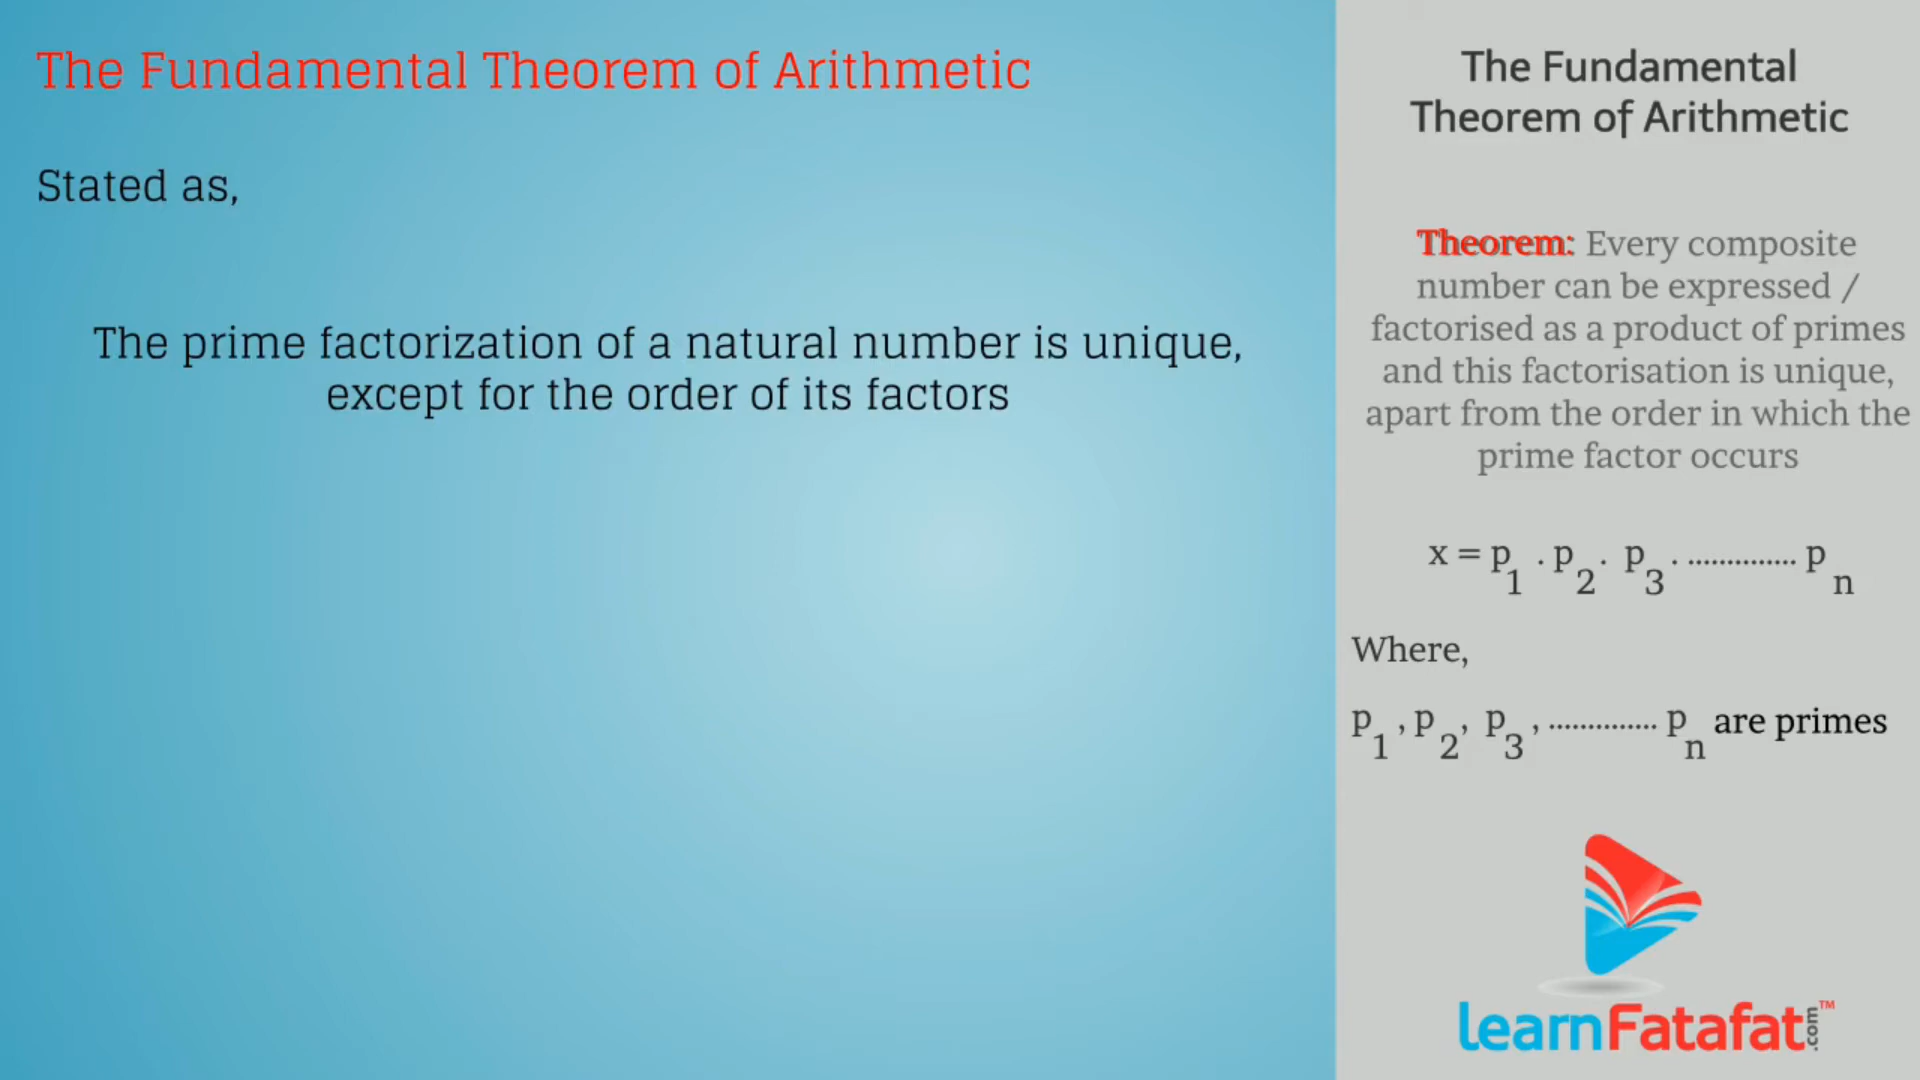 The Fundamental Theorem of Arithmetic
Stated as,
The prime factorization of a natural number is unique,
except for the order of its factors
The Fundamental
Theorem of Arithmetic
Theorem: Every composite
number can be expressed /
factorised as a product of primes
and this factorisation is unique,
apart from the order in which the
prime factor occurs
x = p₁ . p₂ . p₃ . .............. pₙ
Where,
p₁ , p₂, p₃ , .............. pₙ are primes
learnFatafat.com™